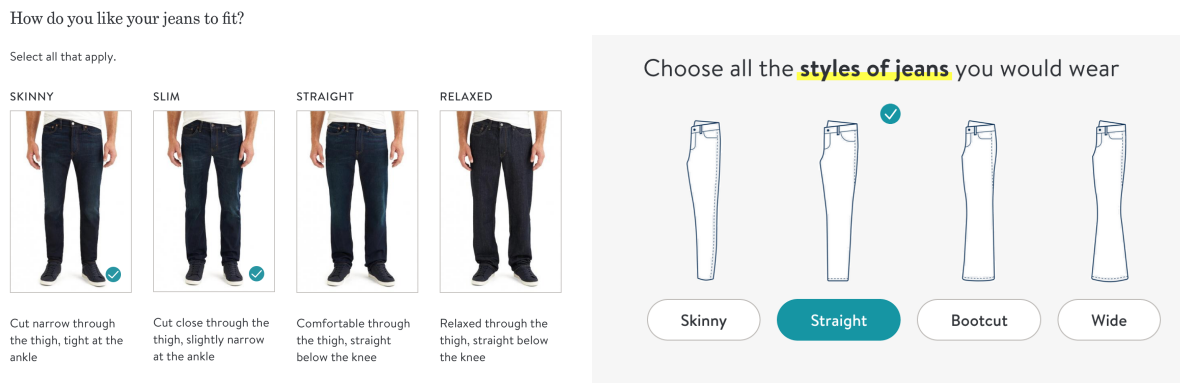 How do you like your jeans to fit?
Select all that apply.
SKINNY
SLIM
STRAIGHT
RELAXED
Cut narrow through
the thigh, tight at the
ankle
Cut close through the
thigh, slightly narrow
at the ankle
Comfortable through
the thigh, straight
below the knee
Relaxed through the
thigh, straight below
the knee
Choose all the styles of jeans you would wear
Skinny
Straight
Bootcut
Wide